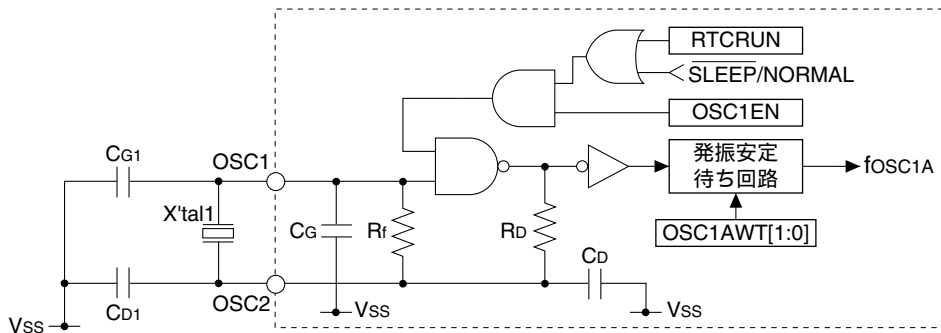 RTCRUN
SLEEP/NORMAL
OSC1EN
CG1
OSC1
発振安定
待ち回路
fOSC1A
X'tal1
CG
Rf
RD
OSC1AWT[1:0]
CD
OSC2
VSS
CD1
VSS
VSS